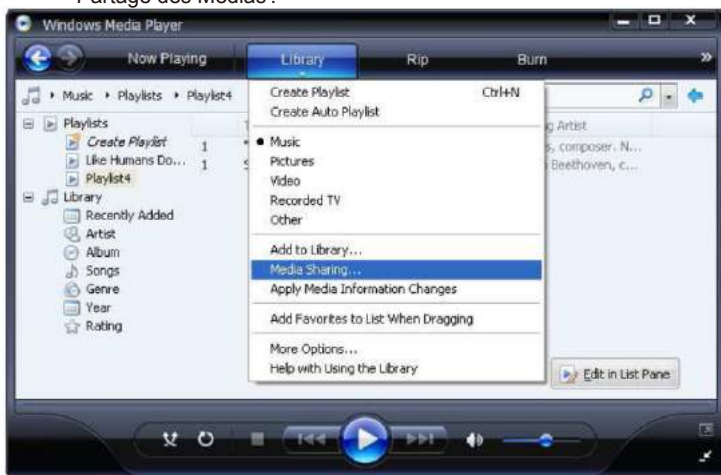 Partage des Médias?
Windows Media Player
Now Playing Library Rip Burn »
Music ▸ Playlists ▸ Playlist4
Playlists
Create Playlist
Like Humans Do...
Playlist4
Library
Recently Added
Artist
Album
Songs
Genre
Year
Rating
1
1
Create Playlist Ctrl+N
Create Auto Playlist
Music
Pictures
Video
Recorded TV
Other
Add to Library...
Media Sharing...
Apply Media Information Changes
Add Favorites to List When Dragging
More Options...
Help with Using the Library
Artist
composer. N...
Beethoven, c...
Edit in List Pane